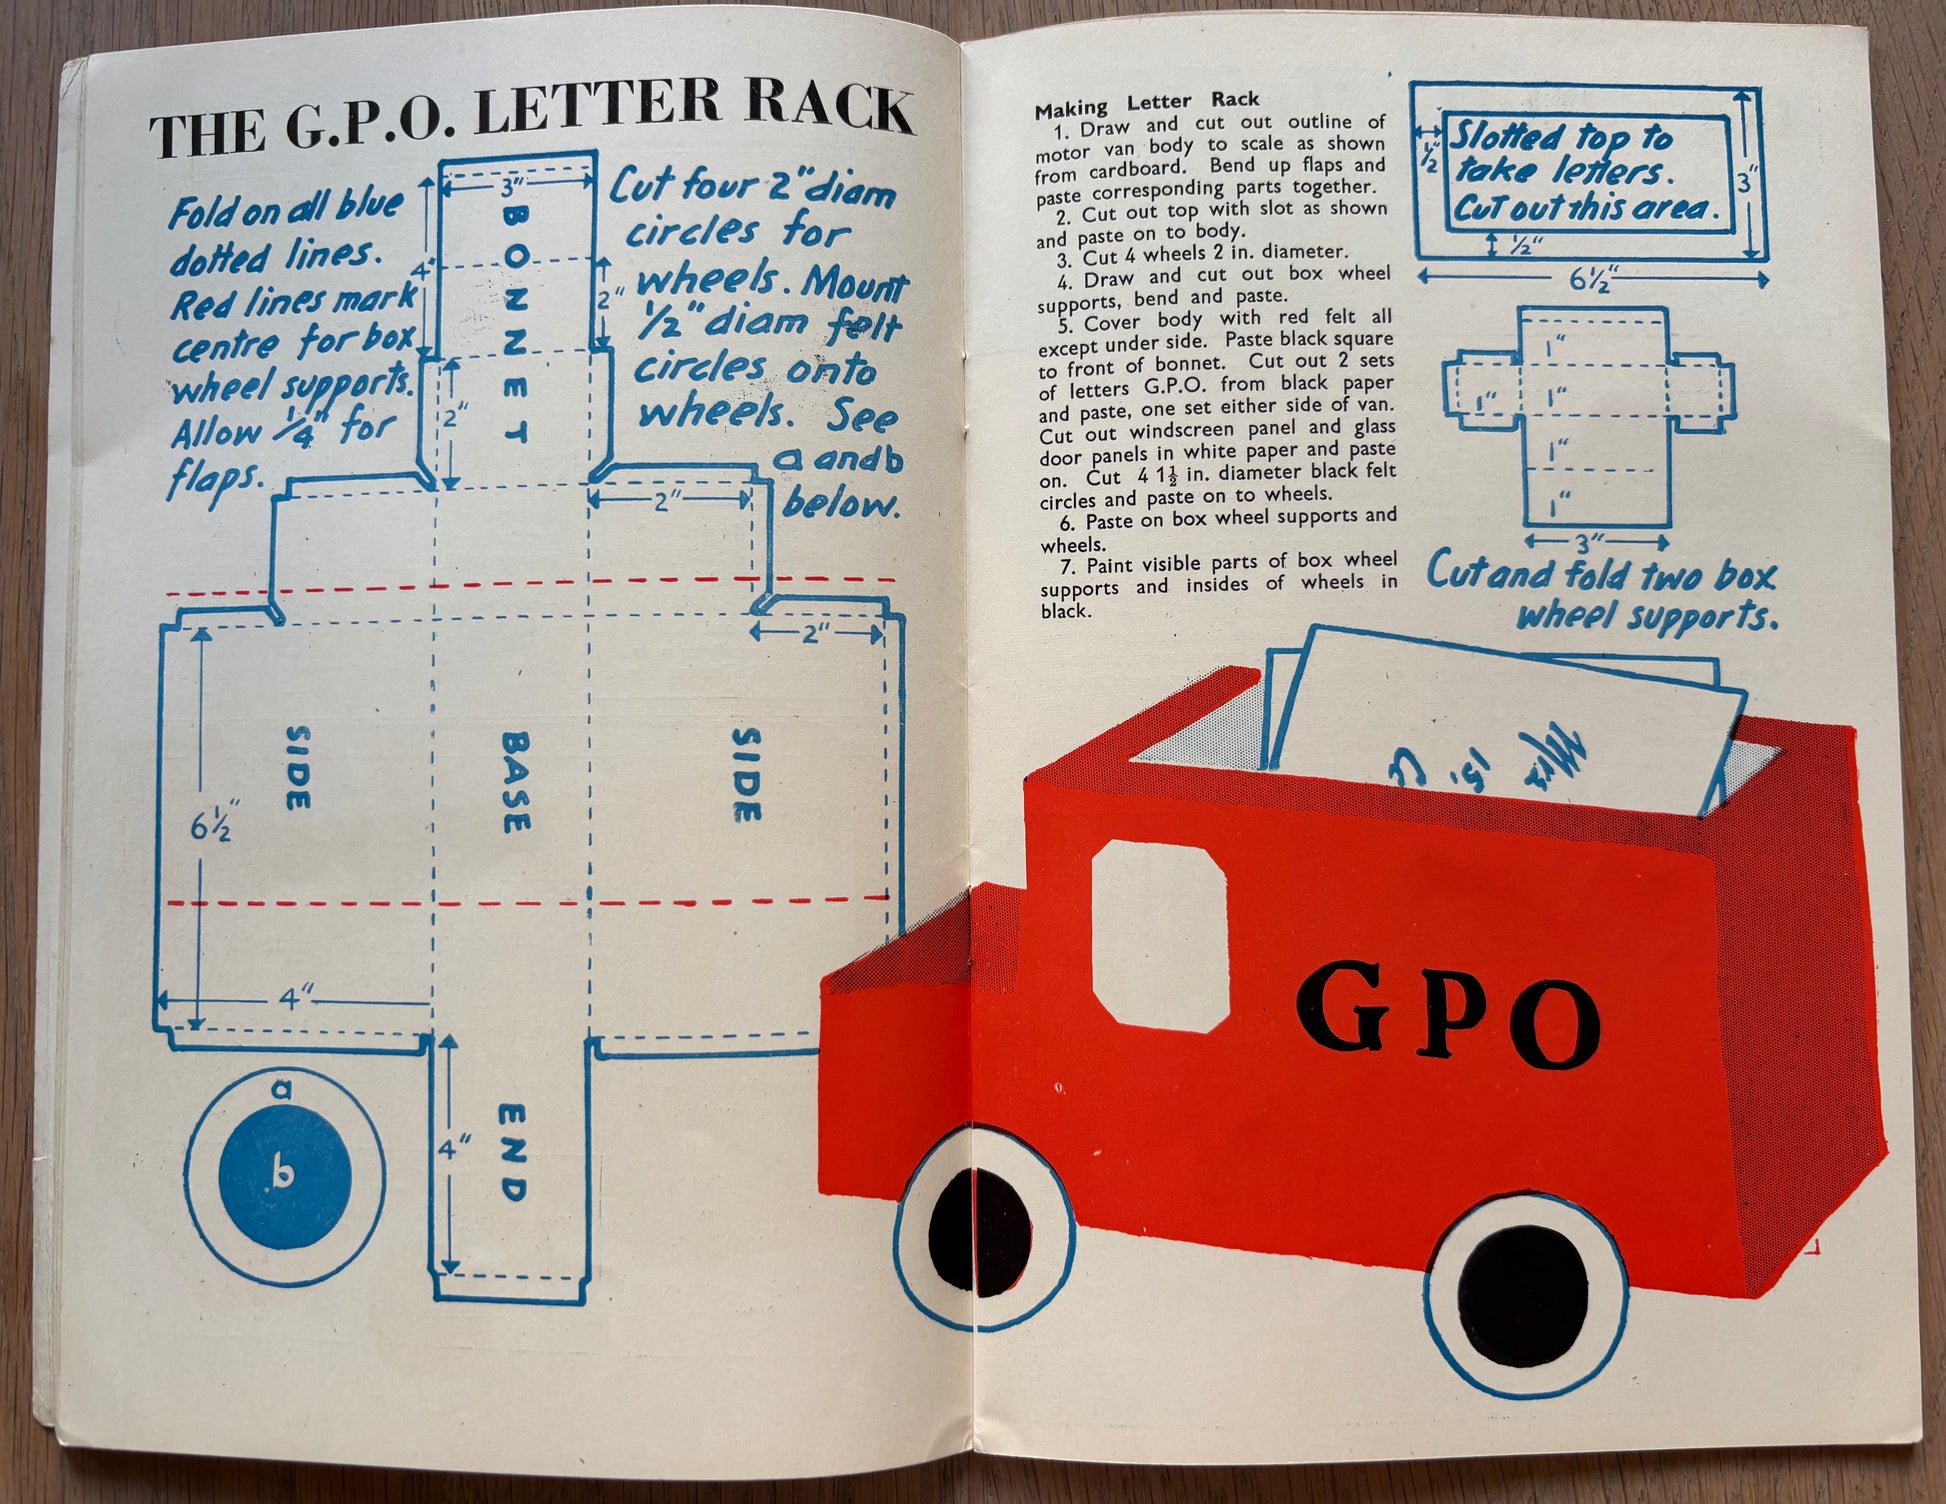 THE G.P.O. LETTER RACK
Fold on all blue
dotted lines.
Red lines mark
centre for box
wheel supports.
Allow 1/4" for
flaps.
3"
4"
2"
BONNET
2"
Cut four 2" diam
circles for
wheels. Mount
1/2" diam felt
circles onto
wheels. See
a and b
below.
2"
2"
6 1/2"
SIDE
BASE
SIDE
4"
4"
END
a
b
Making Letter Rack
1. Draw and cut out outline of
motor van body to scale as shown
from cardboard. Bend up flaps and
paste corresponding parts together.
2. Cut out top with slot as shown
and paste on to body.
3. Cut 4 wheels 2 in. diameter.
4. Draw and cut out box wheel
supports, bend and paste.
5. Cover body with red felt all
except under side. Paste black square
to front of bonnet. Cut out 2 sets
of letters G.P.O. from black paper
and paste, one set either side of van.
Cut out windscreen panel and glass
door panels in white paper and paste
on. Cut 4 1½ in. diameter black felt
circles and paste on to wheels.
6. Paste on box wheel supports and
wheels.
7. Paint visible parts of box wheel
supports and insides of wheels in
black.
1/2"
Slotted top to
take letters.
Cut out this area.
3"
1/2"
6 1/2"
1"
1"
1"
1"
1"
1"
3"
Cut and fold two box
wheel supports.
Mrs
15
GPO